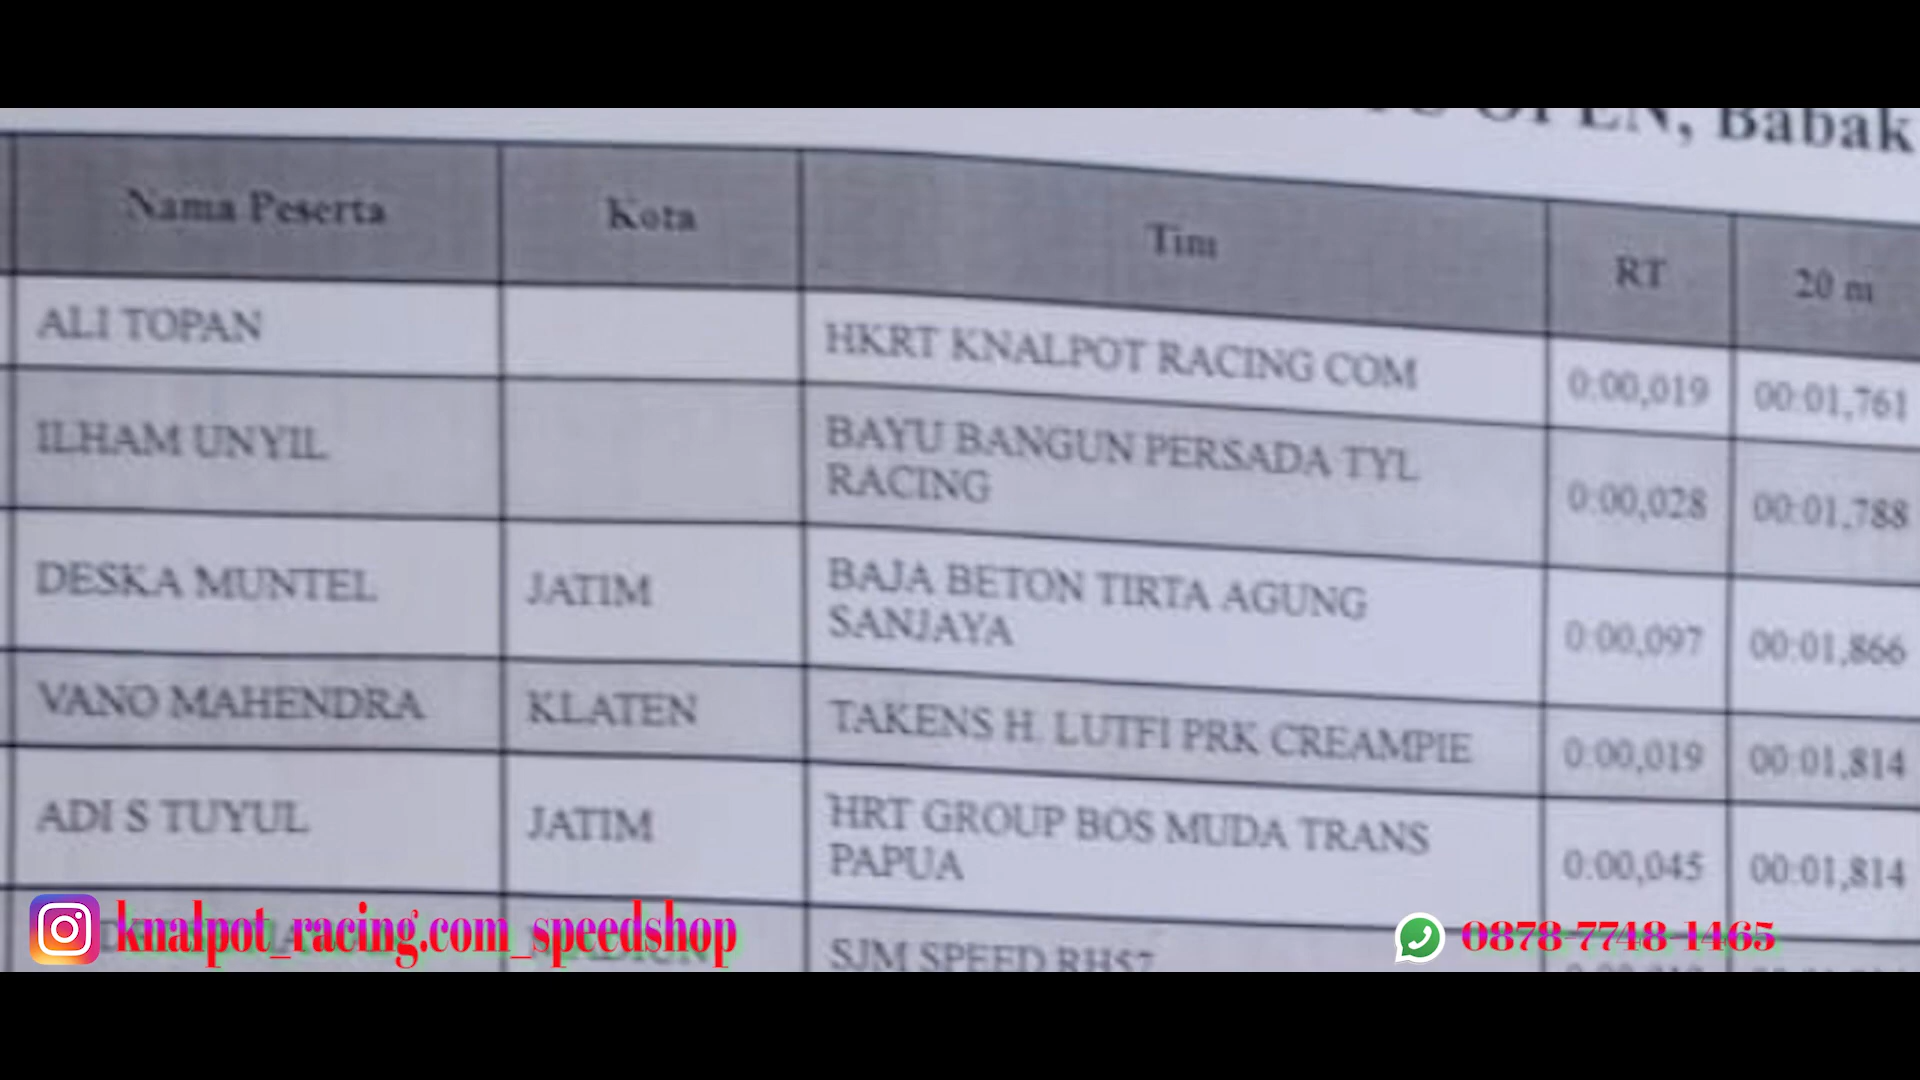 OPEN, Babak
Nama Peserta Kota Tim RT 20 m
ALI TOPAN HKRT KNALPOT RACING COM 0:00,019 00:01,761
ILHAM UNYIL BAYU BANGUN PERSADA TYL RACING 0:00,028 00:01,788
DESKA MUNTEL JATIM BAJA BETON TIRTA AGUNG SANJAYA 0:00,097 00:01,866
VANO MAHENDRA KLATEN TAKENS H. LUTFI PRK CREAMPIE 0:00,019 00:01,814
ADI S TUYUL JATIM HRT GROUP BOS MUDA TRANS PAPUA 0:00,045 00:01,814
SJM SPEED RH57
knalpot_racing.com_speedshop
0878-7748-1465